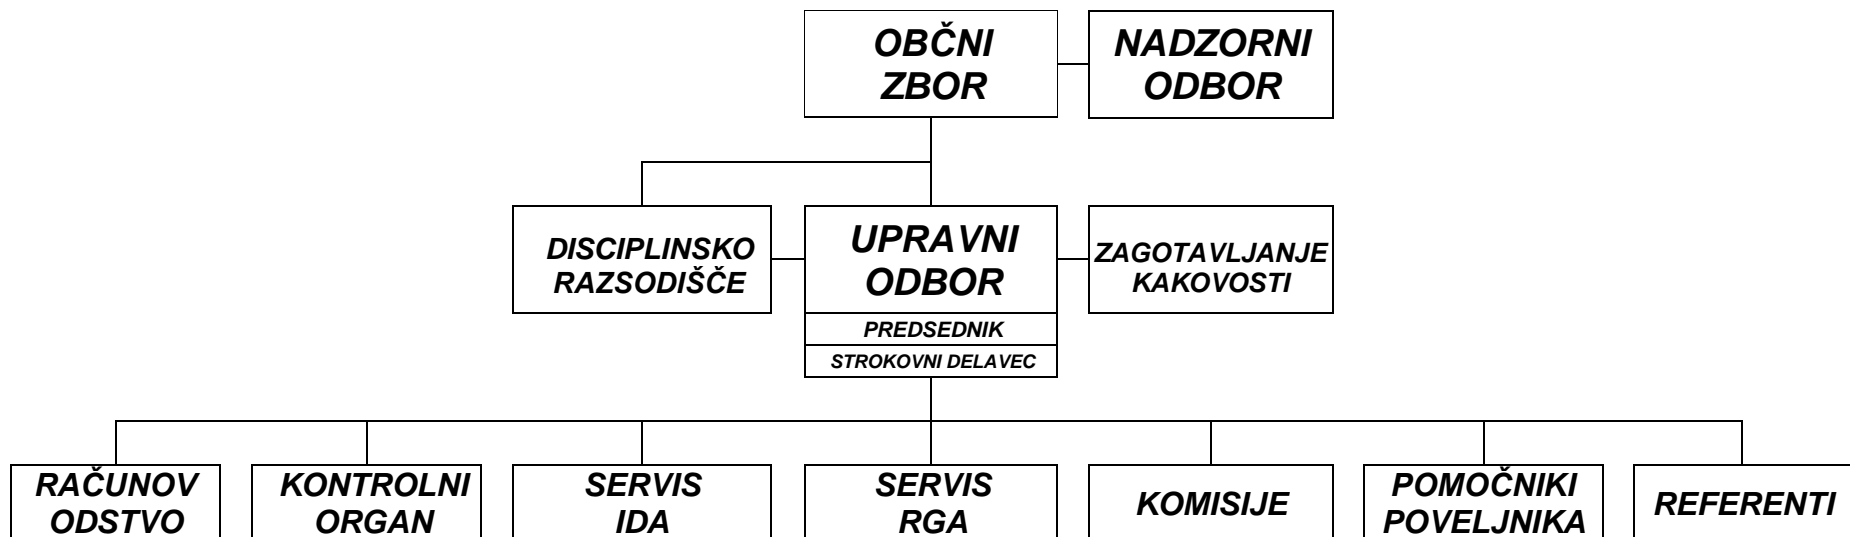 OBČNI
ZBOR
NADZORNI
ODBOR
DISCIPLINSKO
RAZSODIŠČE
UPRAVNI
ODBOR
PREDSEDNIK
STROKOVNI DELAVEC
ZAGOTAVLJANJE
KAKOVOSTI
RAČUNOV
ODSTVO
KONTROLNI
ORGAN
SERVIS
IDA
SERVIS
RGA
KOMISIJE
POMOČNIKI
POVELJNIKA
REFERENTI